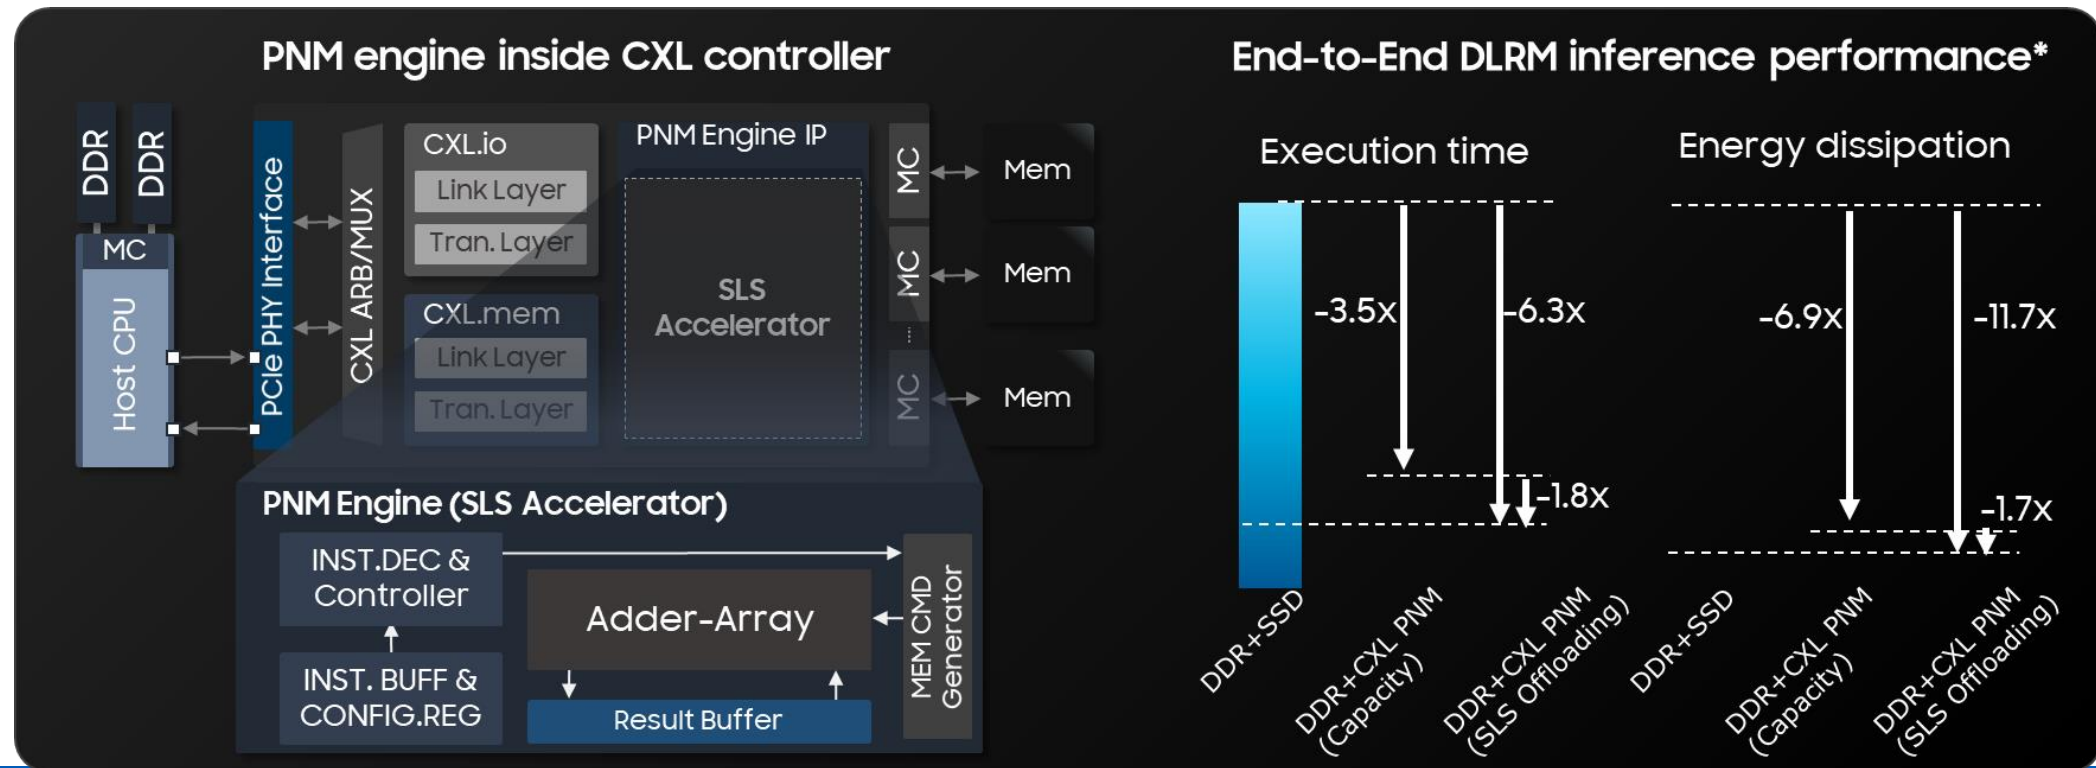 PNM engine inside CXL controller
DDR
DDR
MC
Host CPU
PCIe PHY Interface
CXL ARB/MUX
CXL.io
Link Layer
Tran. Layer
CXL.mem
Link Layer
Tran. Layer
PNM Engine IP
SLS
Accelerator
MC
MC
MC
Mem
Mem
Mem
PNM Engine (SLS Accelerator)
INST.DEC &
Controller
INST. BUFF &
CONFIG.REG
Adder-Array
Result Buffer
MEM CMD
Generator
End-to-End DLRM inference performance*
Execution time
-3.5x
-6.3x
-1.8x
DDR+SSD
DDR+CXL PNM
(Capacity)
DDR+CXL PNM
(SLS Offloading)
Energy dissipation
-6.9x
-11.7x
-1.7x
DDR+SSD
DDR+CXL PNM
(Capacity)
DDR+CXL PNM
(SLS Offloading)